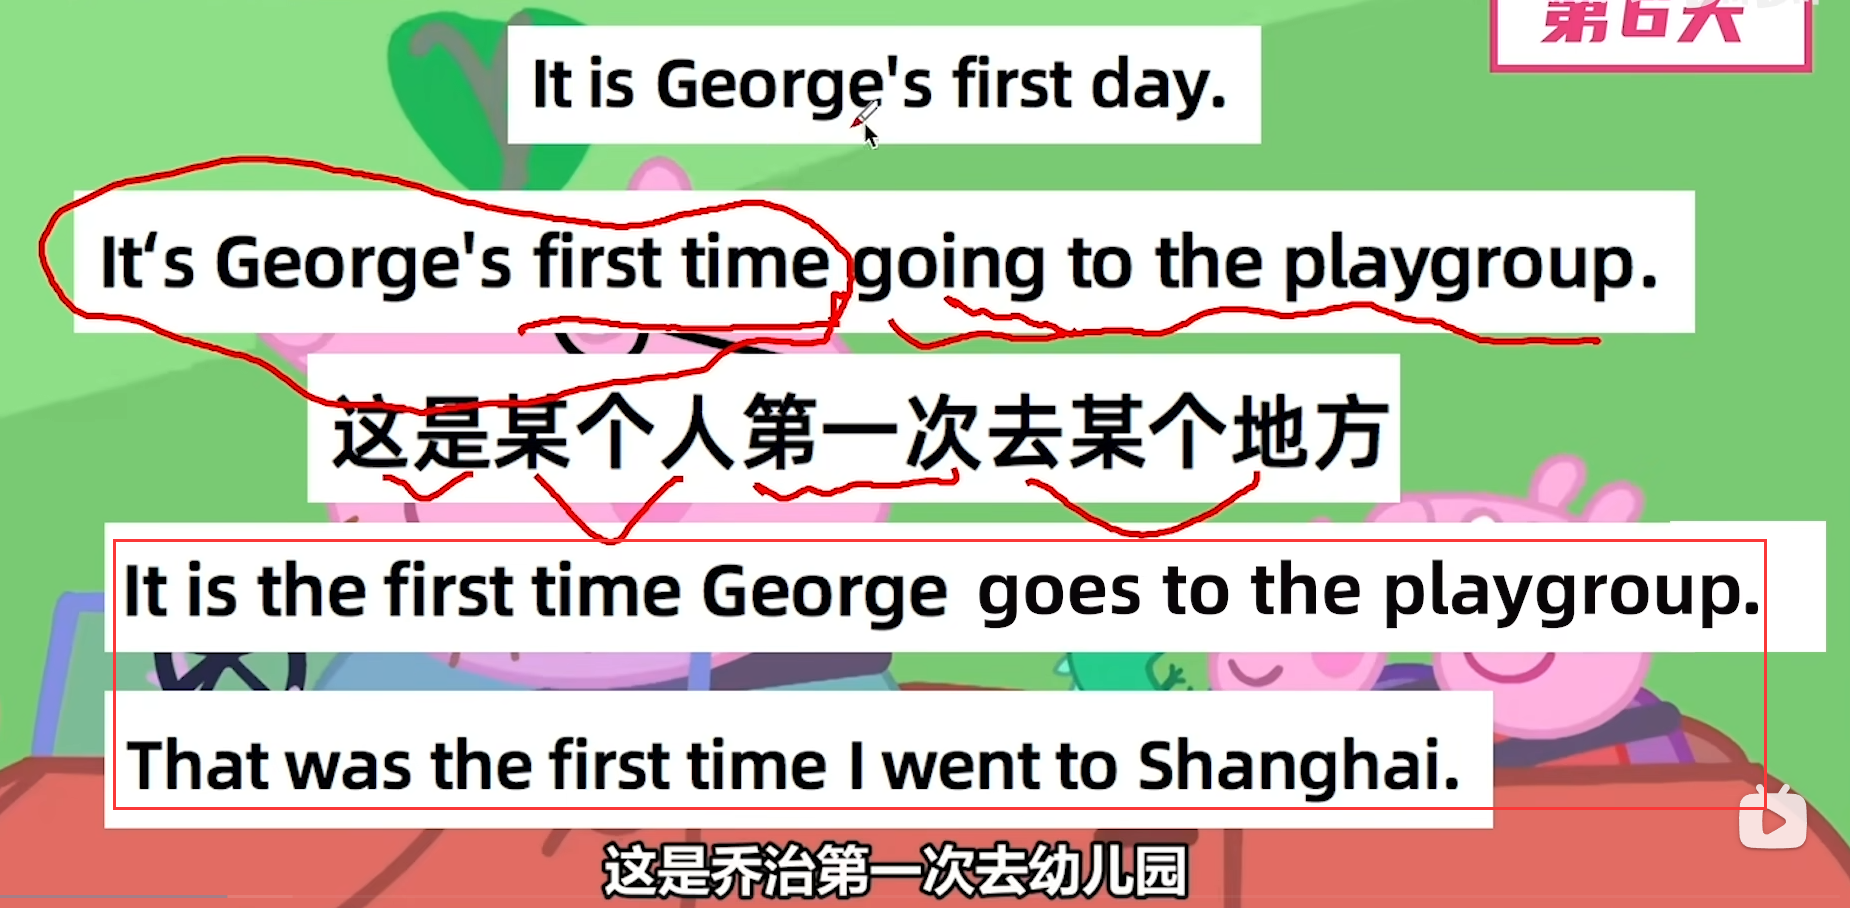 第6天
It is George's first day.
It‘s George's first time going to the playgroup.
这是某个人第一次去某个地方
It is the first time George goes to the playgroup.
That was the first time I went to Shanghai.
这是乔治第一次去幼儿园